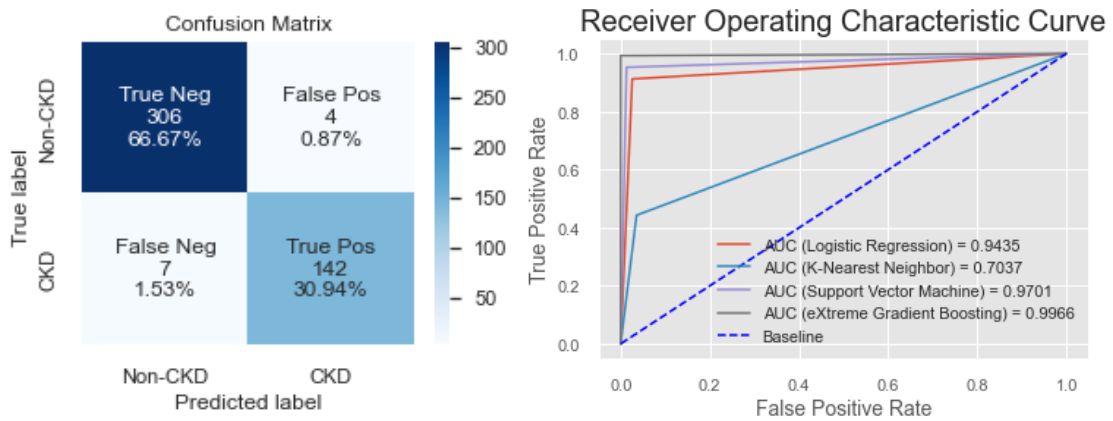 Confusion Matrix
True label
Non-CKD
CKD
True Neg
306
66.67%
False Pos
4
0.87%
False Neg
7
1.53%
True Pos
142
30.94%
Non-CKD
CKD
Predicted label
300
250
200
150
100
50
Receiver Operating Characteristic Curve
True Positive Rate
1.0
0.8
0.6
0.4
0.2
0.0
AUC (Logistic Regression) = 0.9435
AUC (K-Nearest Neighbor) = 0.7037
AUC (Support Vector Machine) = 0.9701
AUC (eXtreme Gradient Boosting) = 0.9966
Baseline
0.0
0.2
0.4
0.6
0.8
1.0
False Positive Rate